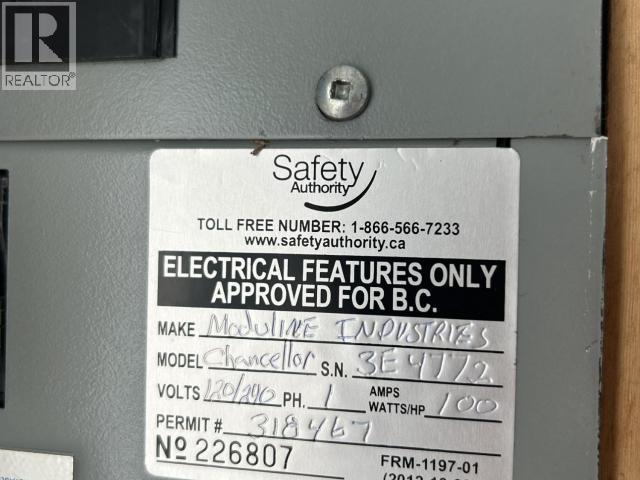 R
REALTOR®
Safety
Authority
TOLL FREE NUMBER: 1-866-566-7233
www.safetyauthority.ca
ELECTRICAL FEATURES ONLY
APPROVED FOR B.C.
MAKE Moduline INDUSTRIES
MODEL Chancellor S.N. 3E4772
VOLTS 120/240 PH. 1 AMPS WATTS/HP 100
PERMIT # 318467
No 226807
FRM-1197-01